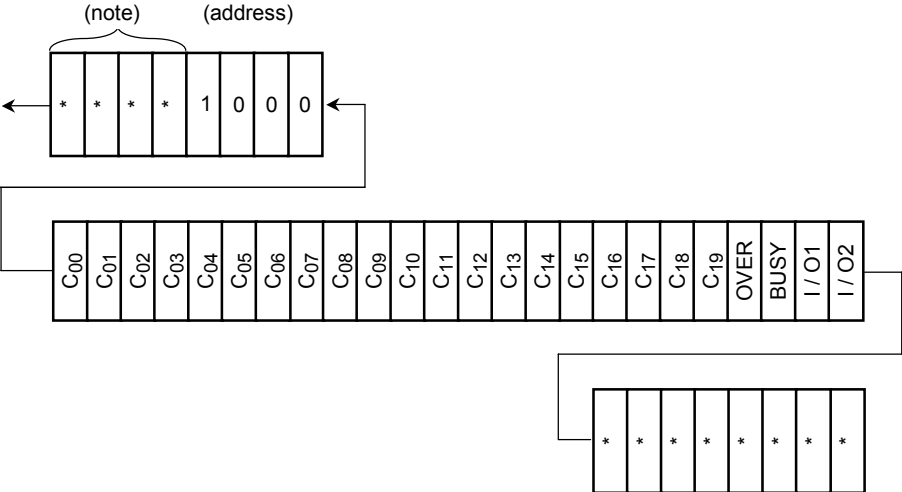 (note) (address)
* * * * 1 0 0 0
C00 C01 C02 C03 C04 C05 C06 C07 C08 C09 C10 C11 C12 C13 C14 C15 C16 C17 C18 C19 OVER BUSY I / O1 I / O2
* * * * * * * *